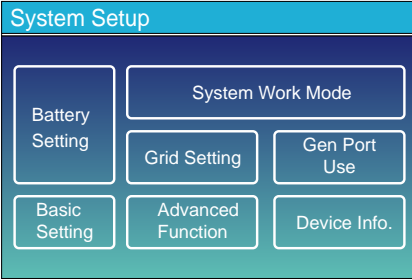 System Setup
Battery
Setting
System Work Mode
Grid Setting
Gen Port
Use
Basic
Setting
Advanced
Function
Device Info.